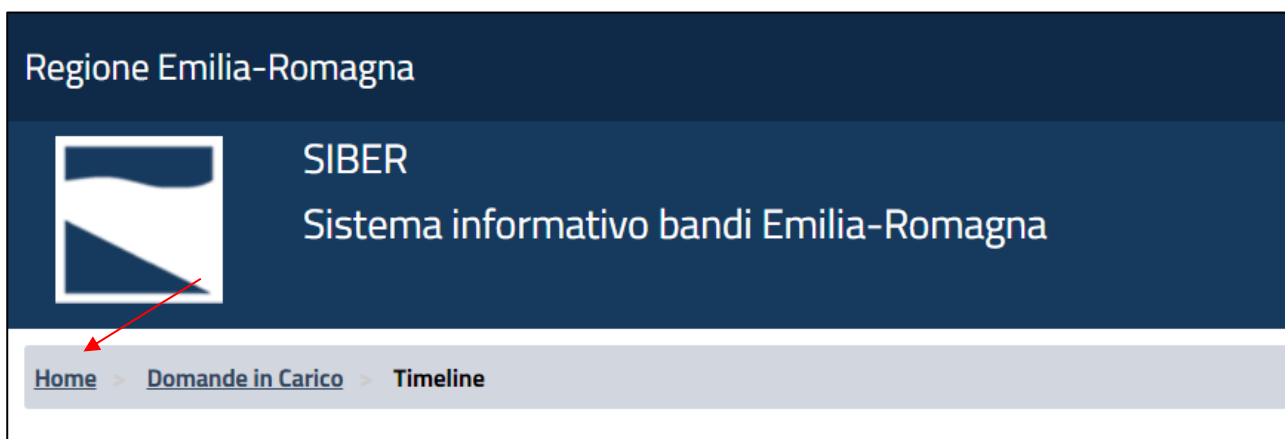 Regione Emilia-Romagna
SIBER
Sistema informativo bandi Emilia-Romagna
Home > Domande in Carico > Timeline